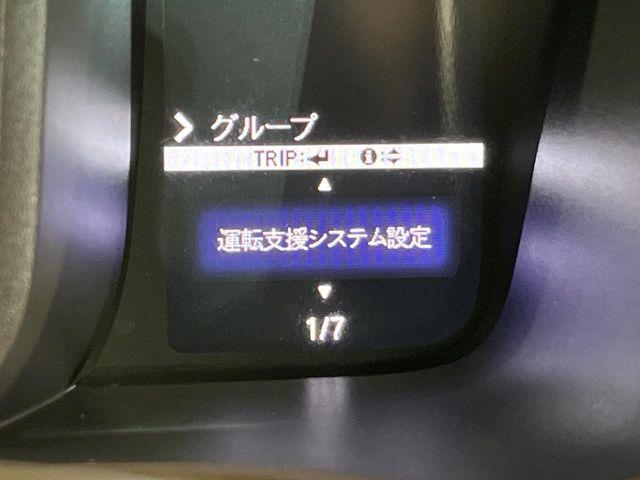 > グループ
TRIP:↵ ℹ:◆
▲
運転支援システム設定
▼
1/7